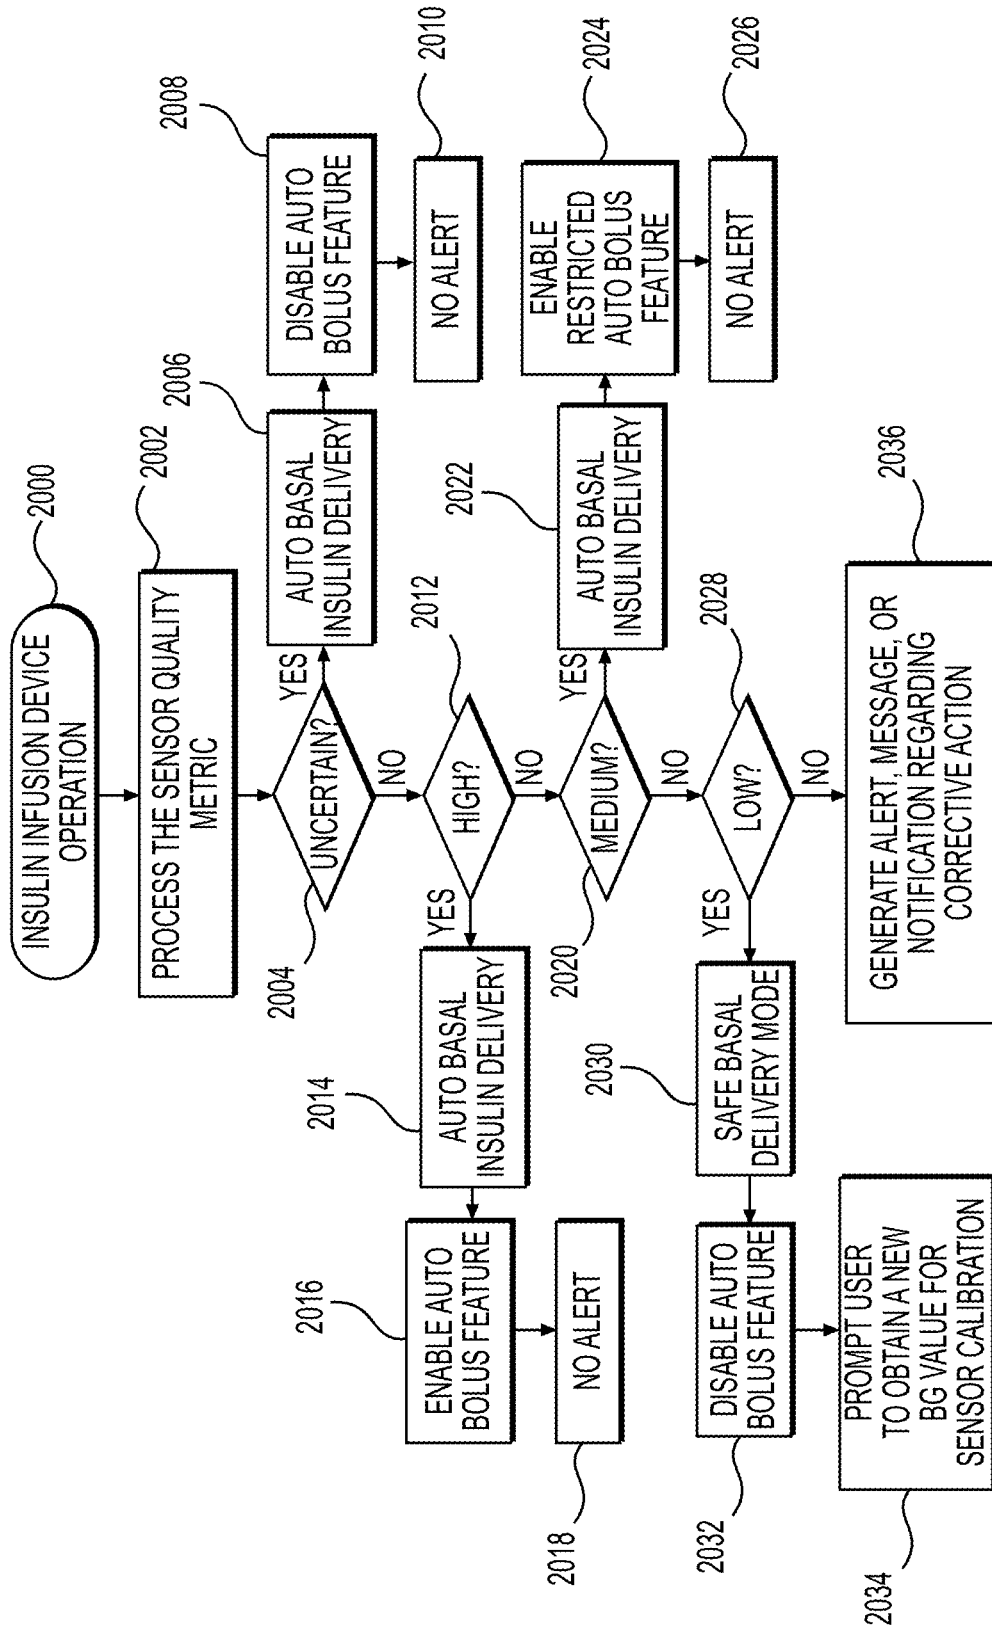 2000
INSULIN INFUSION DEVICE
OPERATION
2002
PROCESS THE SENSOR QUALITY
METRIC
2004
UNCERTAIN?
YES
2006
AUTO BASAL
INSULIN DELIVERY
2008
DISABLE AUTO
BOLUS FEATURE
2010
NO ALERT
NO
2012
HIGH?
YES
2014
AUTO BASAL
INSULIN DELIVERY
2016
ENABLE AUTO
BOLUS FEATURE
2018
NO ALERT
NO
2020
MEDIUM?
YES
2022
AUTO BASAL
INSULIN DELIVERY
2024
ENABLE
RESTRICTED
AUTO BOLUS
FEATURE
2026
NO ALERT
NO
2028
LOW?
YES
2030
SAFE BASAL
DELIVERY MODE
2032
DISABLE AUTO
BOLUS FEATURE
2034
PROMPT USER
TO OBTAIN A NEW
BG VALUE FOR
SENSOR CALIBRATION
NO
2036
GENERATE ALERT, MESSAGE, OR
NOTIFICATION REGARDING
CORRECTIVE ACTION